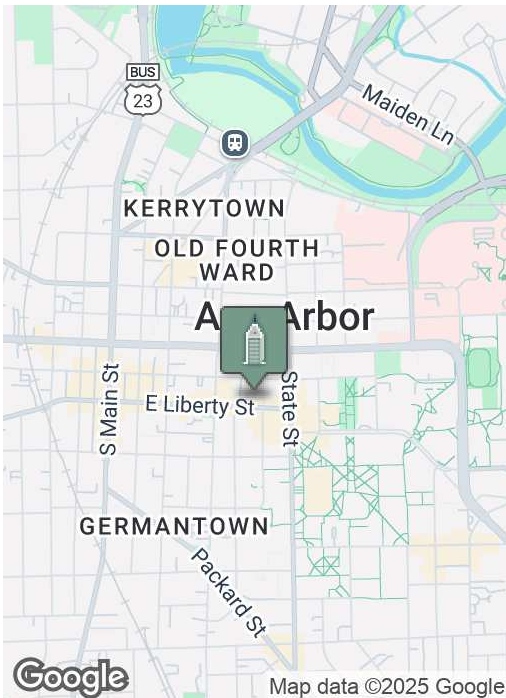 BUS
23
Maiden Ln
KERRYTOWN
OLD FOURTH
WARD
Arbor
S Main St
State St
E Liberty St
GERMANTOWN
Packard St
Google
Map data ©2025 Google